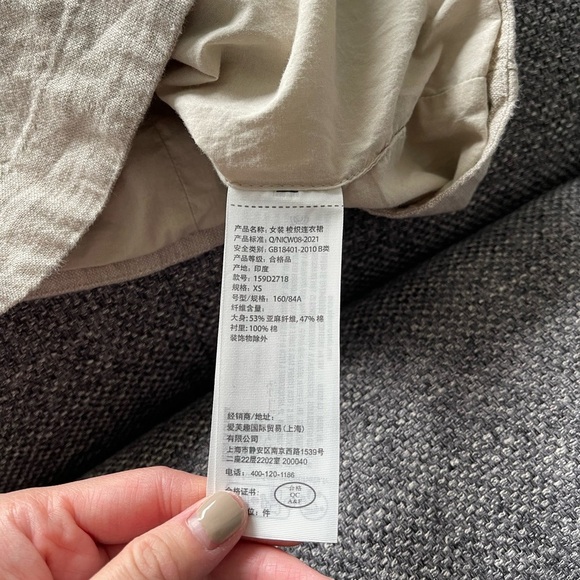 产品名称: 女装 梭织连衣裙
产品标准: Q/NICW08-2021
安全类别: GB18401-2010 B类
产品等级: 合格品
产地: 印度
款号: 159D2718
规格: XS
号型/规格: 160/84A
纤维含量:
大身: 53% 亚麻纤维, 47% 棉
衬里: 100% 棉
装饰物除外
经销商/地址:
爱芙趣国际贸易(上海)
有限公司
上海市静安区南京西路1539号
二座22层2202室 200040
电话: 400-120-1186
合格证书:
合格
QC
A&F
位: 件